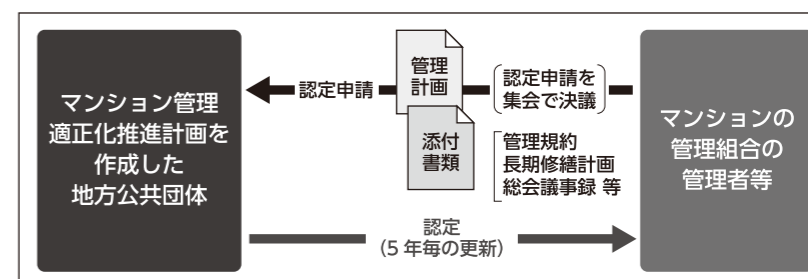 マンション管理
適正化推進計画を
作成した
地方公共団体
認定申請
管理
計画
認定申請を
集会で決議
添付
書類
管理規約
長期修繕計画
総会議事録 等
マンションの
管理組合の
管理者等
認定
(5 年毎の更新)